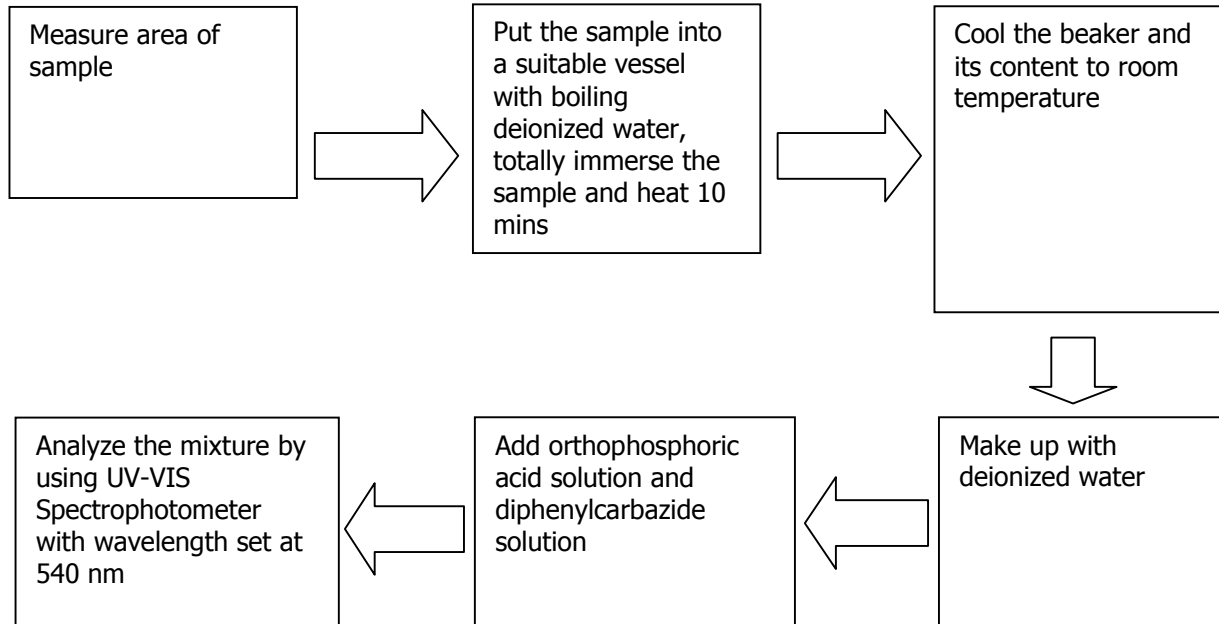 Measure area of
sample
Put the sample into
a suitable vessel
with boiling
deionized water,
totally immerse the
sample and heat 10
mins
Cool the beaker and
its content to room
temperature
Make up with
deionized water
Add orthophosphoric
acid solution and
diphenylcarbazide
solution
Analyze the mixture by
using UV-VIS
Spectrophotometer
with wavelength set at
540 nm